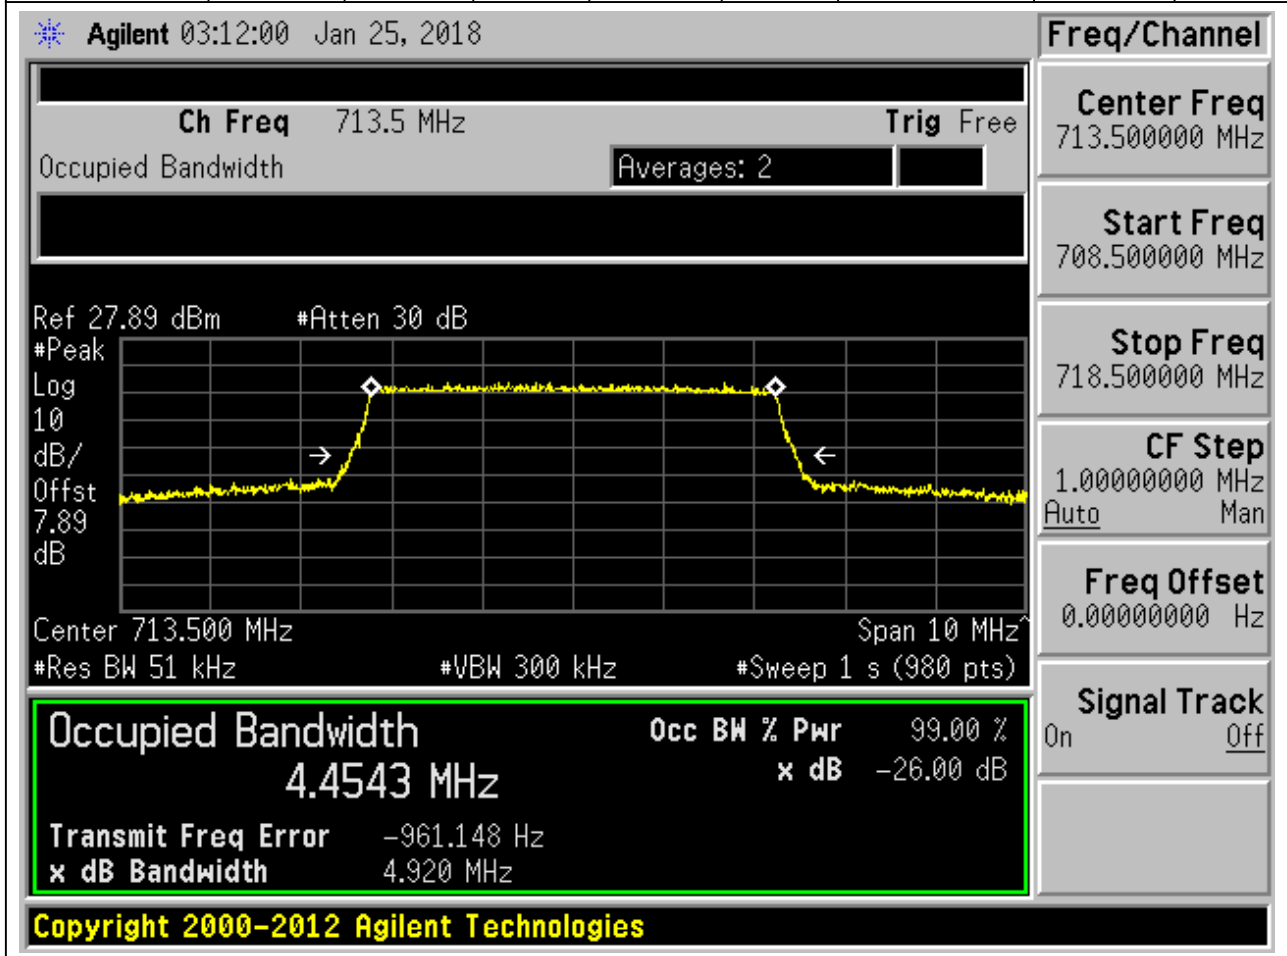 Agilent 03:12:00 Jan 25, 2018
Freq/Channel
Ch Freq 713.5 MHz Trig Free
Occupied Bandwidth Averages: 2
Center Freq
713.500000 MHz
Start Freq
708.500000 MHz
Stop Freq
718.500000 MHz
CF Step
1.00000000 MHz
Auto Man
Freq Offset
0.00000000 Hz
Signal Track
On Off
Ref 27.89 dBm #Atten 30 dB
#Peak
Log
10
dB/
Offst
7.89
dB
Center 713.500 MHz Span 10 MHz^
#Res BW 51 kHz #VBW 300 kHz #Sweep 1 s (980 pts)
Occupied Bandwidth Occ BW % Pwr 99.00 %
4.4543 MHz x dB -26.00 dB
Transmit Freq Error -961.148 Hz
x dB Bandwidth 4.920 MHz
Copyright 2000-2012 Agilent Technologies